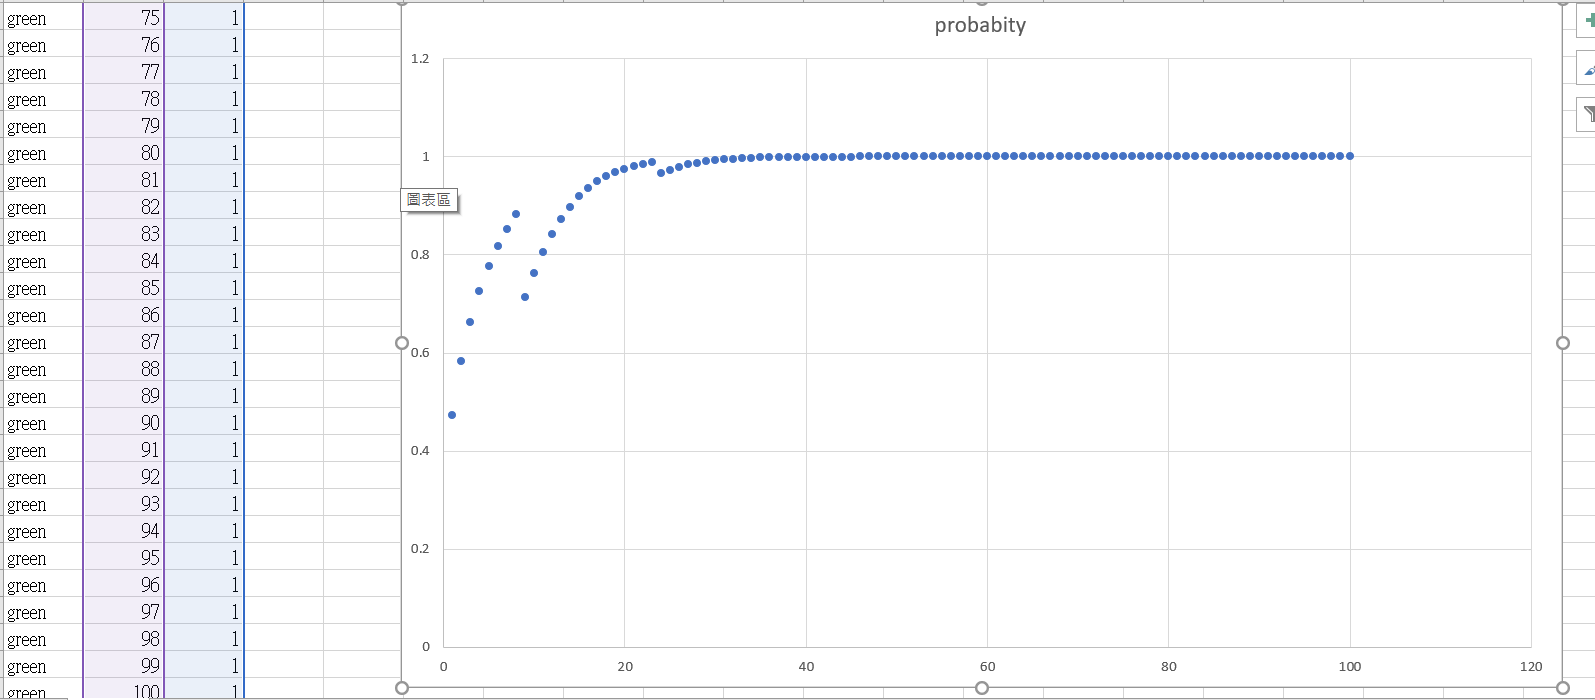 green 75 1
green 76 1
green 77 1
green 78 1
green 79 1
green 80 1
green 81 1
green 82 1
green 83 1
green 84 1
green 85 1
green 86 1
green 87 1
green 88 1
green 89 1
green 90 1
green 91 1
green 92 1
green 93 1
green 94 1
green 95 1
green 96 1
green 97 1
green 98 1
green 99 1
green 100 1
probabity
1.2
1
圖表區
0.8
0.6
0.4
0.2
0
0 20 40 60 80 100 120